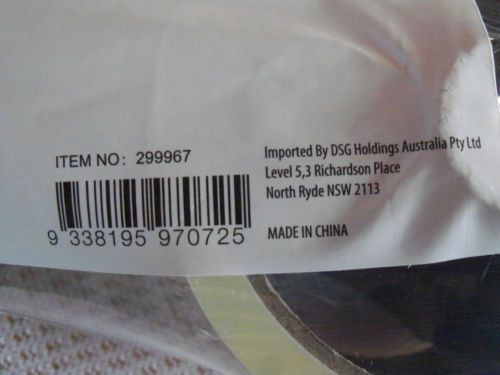 ITEM NO: 299967
9 338195 970725
Imported By DSG Holdings Australia Pty Ltd
Level 5,3 Richardson Place
North Ryde NSW 2113
MADE IN CHINA